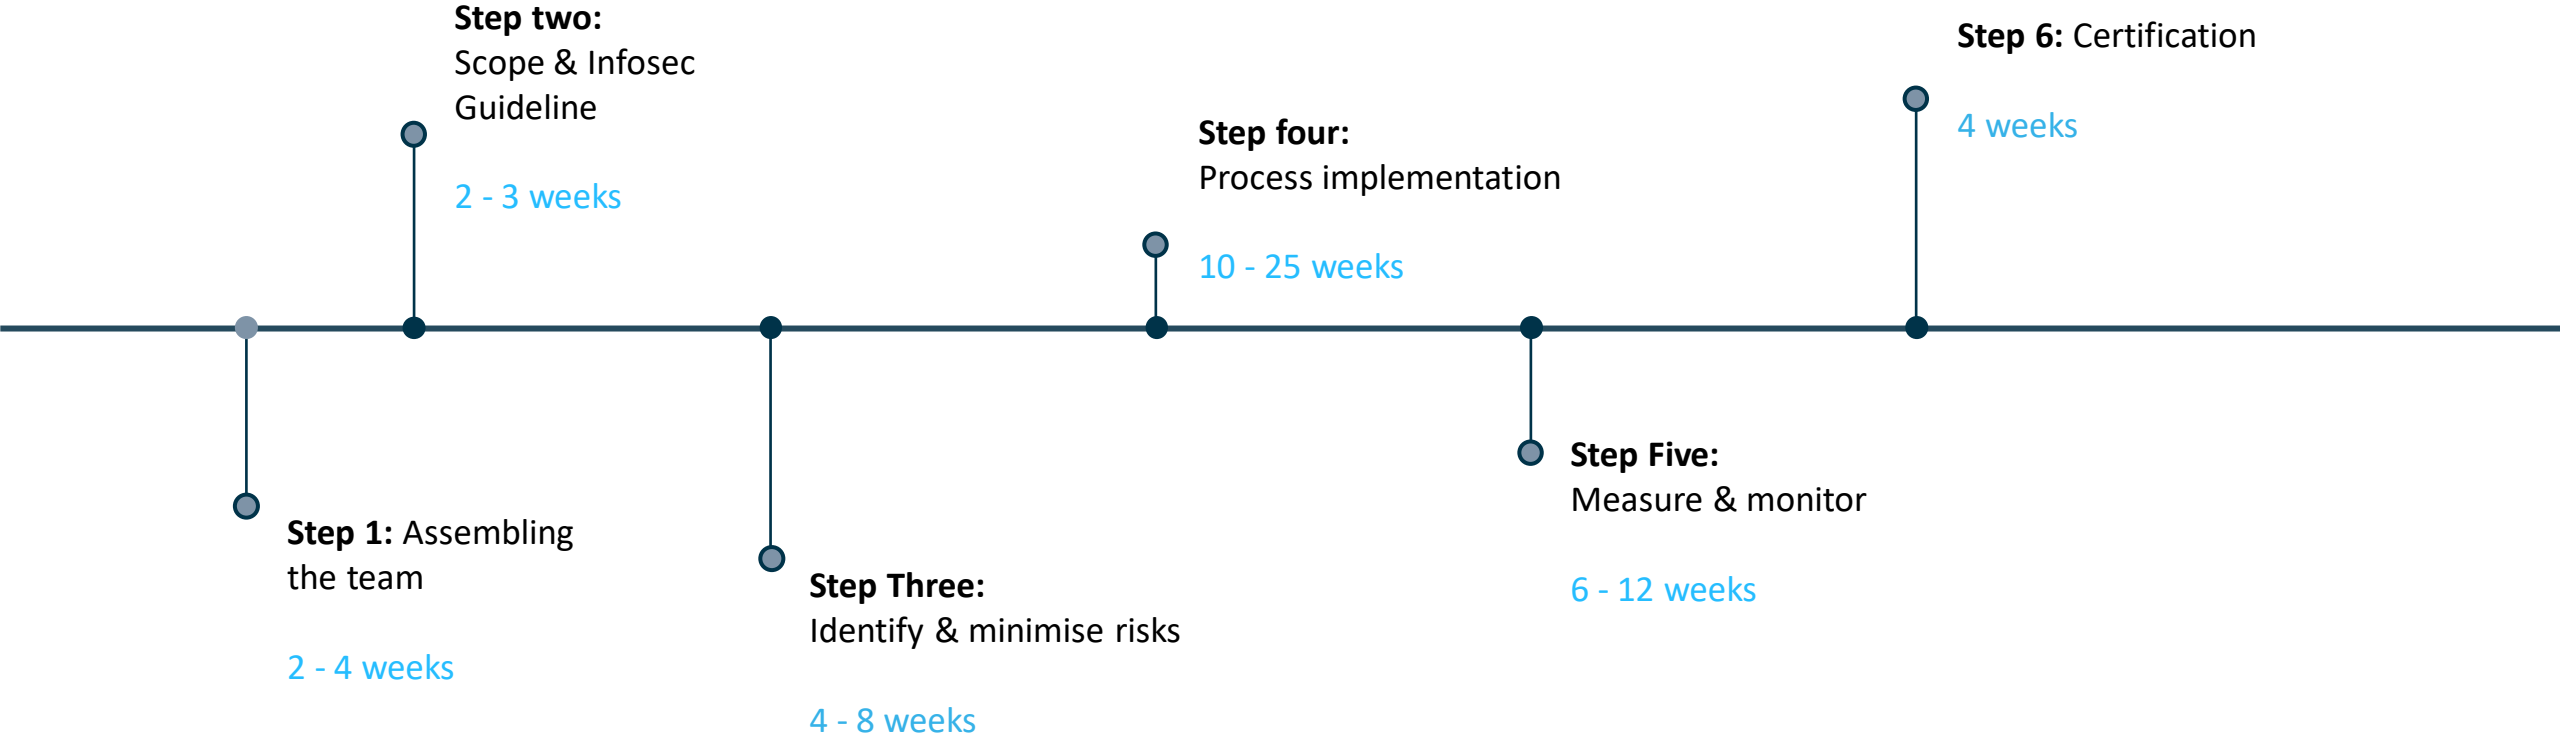 Step 1: Assembling
the team
2 - 4 weeks
Step two:
Scope & Infosec
Guideline
2 - 3 weeks
Step Three:
Identify & minimise risks
4 - 8 weeks
Step four:
Process implementation
10 - 25 weeks
Step Five:
Measure & monitor
6 - 12 weeks
Step 6: Certification
4 weeks